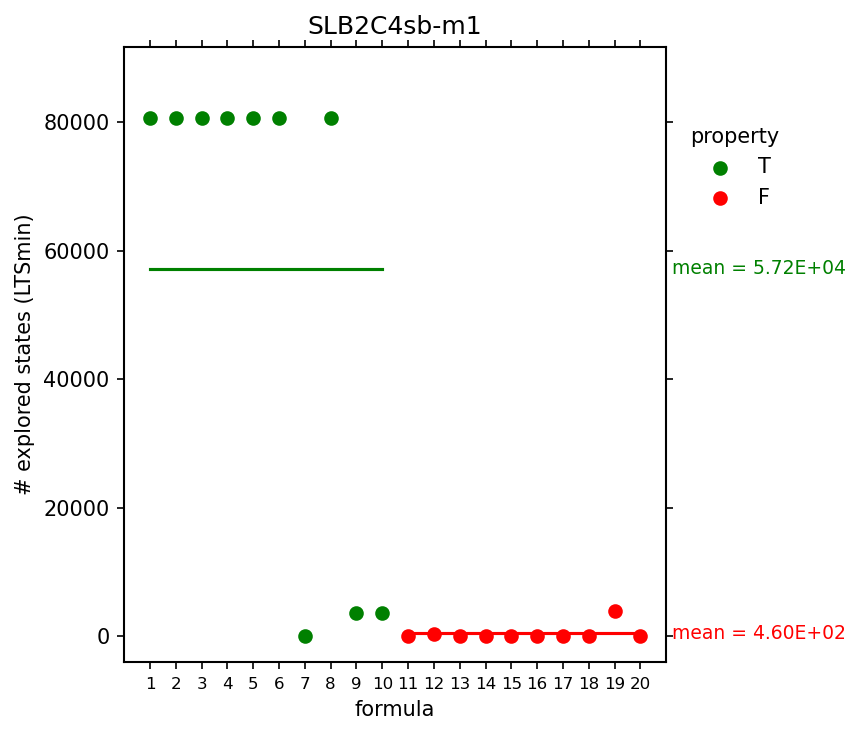 SLB2C4sb-m1
# explored states (LTSmin)
80000
60000
40000
20000
0
property
T
F
mean = 5.72E+04
mean = 4.60E+02
1 2 3 4 5 6 7 8 9 10 11 12 13 14 15 16 17 18 19 20
formula